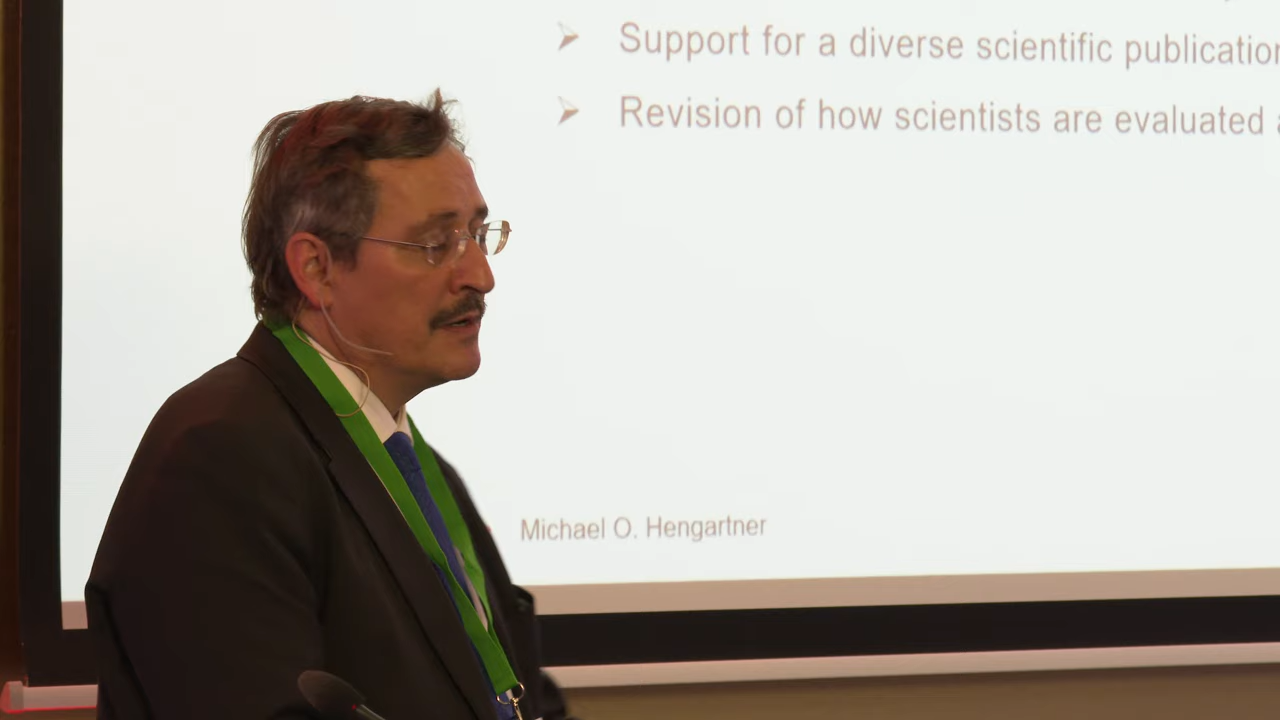 Support for a diverse scientific publication
Revision of how scientists are evaluated
Michael O. Hengartner